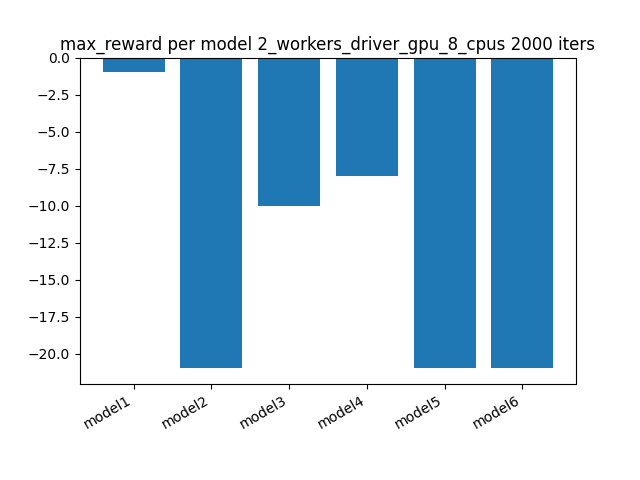 max_reward per model 2_workers_driver_gpu_8_cpus 2000 iters
0.0
−2.5
−5.0
−7.5
−10.0
−12.5
−15.0
−17.5
−20.0
model1
model2
model3
model4
model5
model6